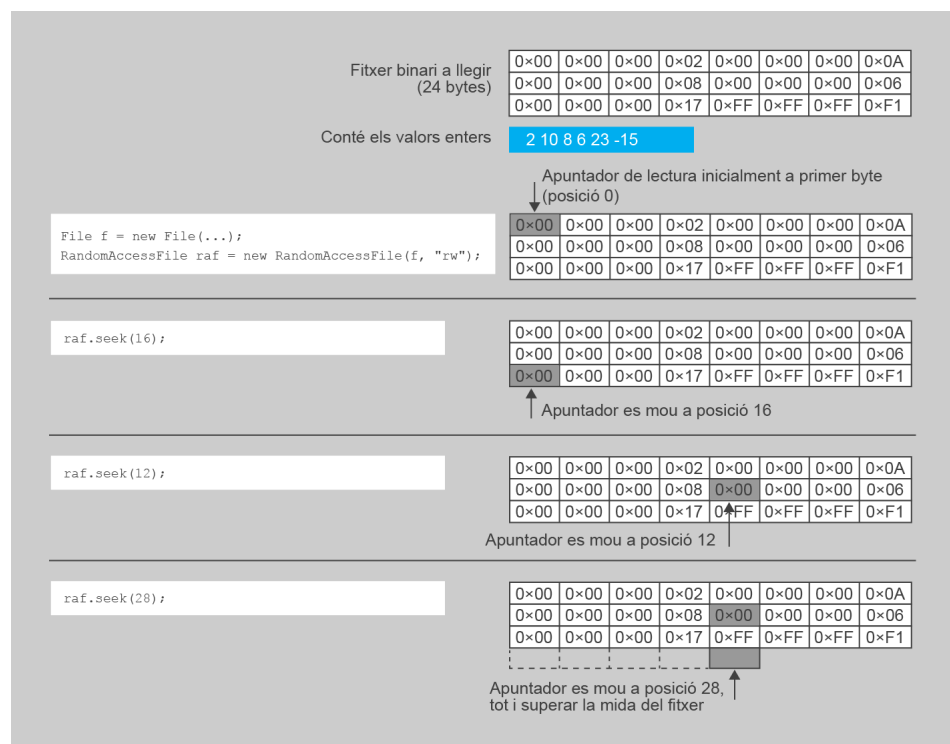 Fitxer binari a llegir
(24 bytes)
0×00 0×00 0×00 0×02 0×00 0×00 0×00 0×0A
0×00 0×00 0×00 0×08 0×00 0×00 0×00 0×06
0×00 0×00 0×00 0×17 0×FF 0×FF 0×FF 0×F1
Conté els valors enters
2 10 8 6 23 -15
Apuntador de lectura inicialment a primer byte
(posició 0)
File f = new File(...);
RandomAccessFile raf = new RandomAccessFile(f, "rw");
0×00 0×00 0×00 0×02 0×00 0×00 0×00 0×0A
0×00 0×00 0×00 0×08 0×00 0×00 0×00 0×06
0×00 0×00 0×00 0×17 0×FF 0×FF 0×FF 0×F1
raf.seek(16);
0×00 0×00 0×00 0×02 0×00 0×00 0×00 0×0A
0×00 0×00 0×00 0×08 0×00 0×00 0×00 0×06
0×00 0×00 0×00 0×17 0×FF 0×FF 0×FF 0×F1
Apuntador es mou a posició 16
raf.seek(12);
0×00 0×00 0×00 0×02 0×00 0×00 0×00 0×0A
0×00 0×00 0×00 0×08 0×00 0×00 0×00 0×06
0×00 0×00 0×00 0×17 0×FF 0×FF 0×FF 0×F1
Apuntador es mou a posició 12
raf.seek(28);
0×00 0×00 0×00 0×02 0×00 0×00 0×00 0×0A
0×00 0×00 0×00 0×08 0×00 0×00 0×00 0×06
0×00 0×00 0×00 0×17 0×FF 0×FF 0×FF 0×F1
Apuntador es mou a posició 28,
tot i superar la mida del fitxer